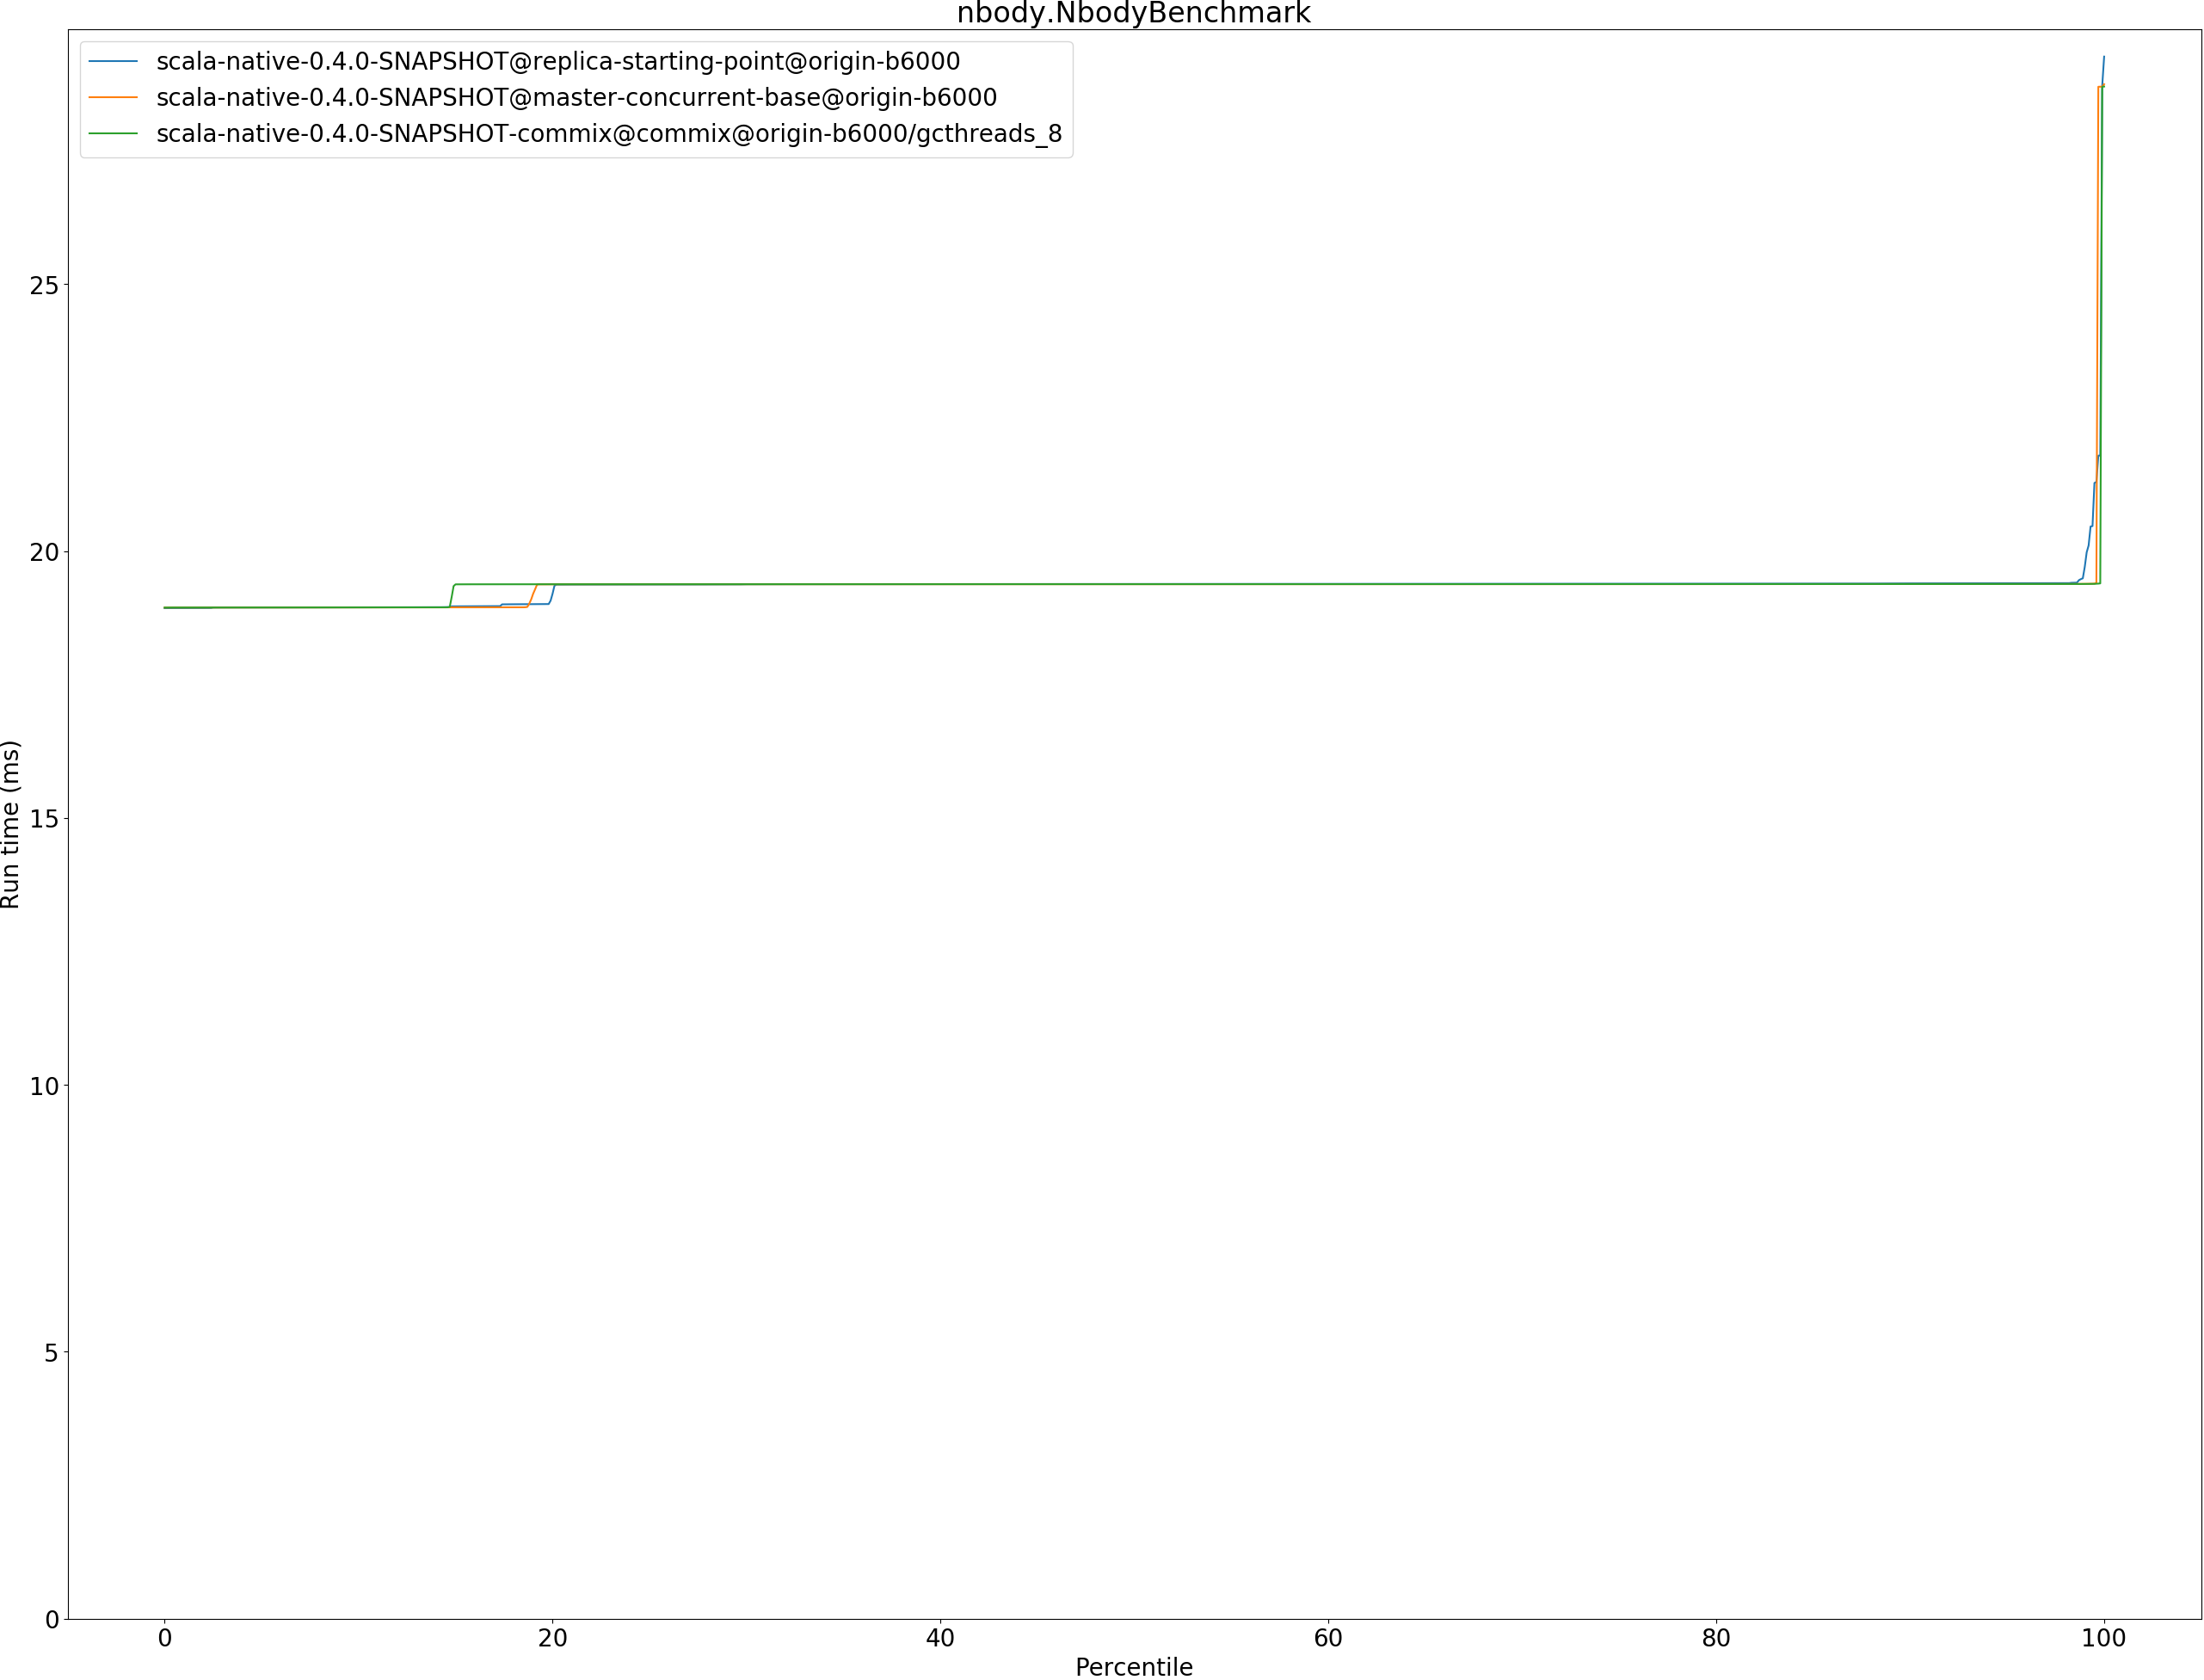 nbody.NbodyBenchmark
scala-native-0.4.0-SNAPSHOT@replica-starting-point@origin-b6000
scala-native-0.4.0-SNAPSHOT@master-concurrent-base@origin-b6000
scala-native-0.4.0-SNAPSHOT-commix@commix@origin-b6000/gcthreads_8
25
20
15
10
5
0
Run time (ms)
0 20 40 60 80 100
Percentile